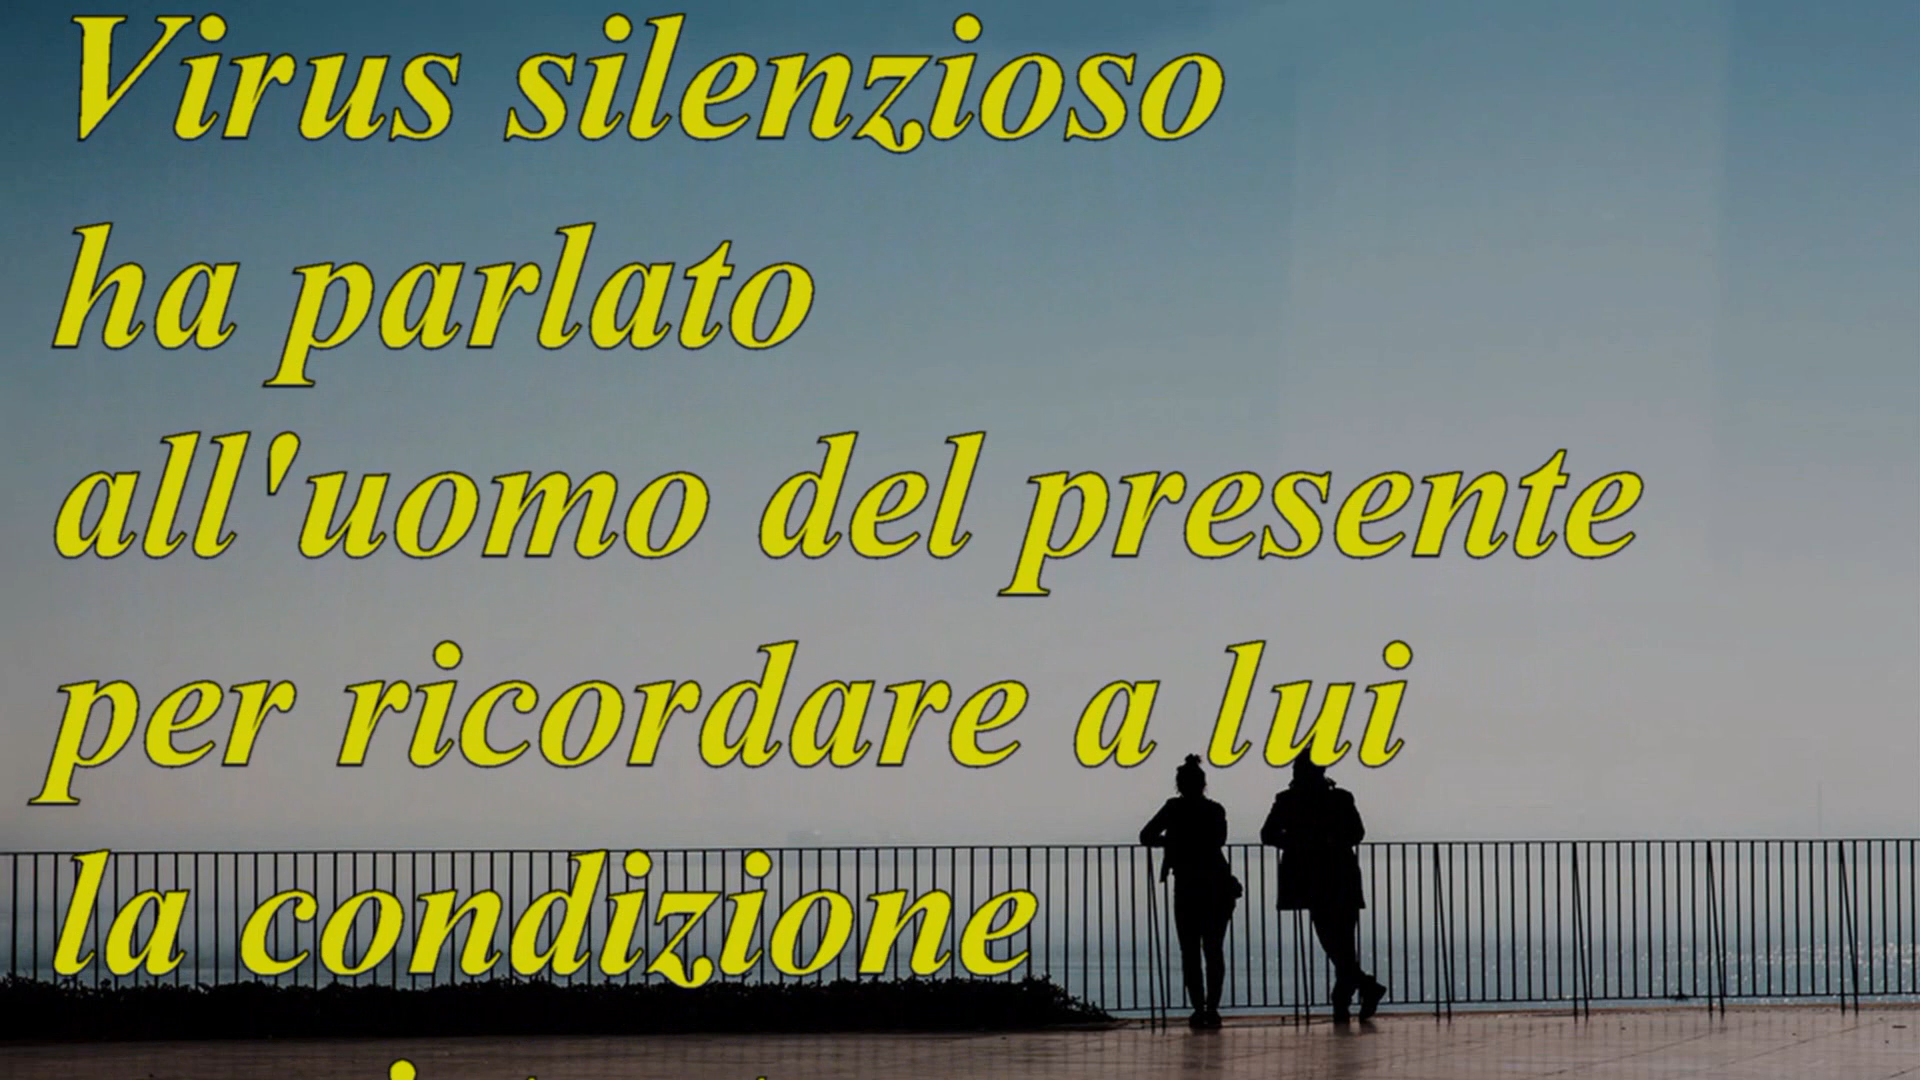 Virus silenzioso
ha parlato
all'uomo del presente
per ricordare a lui
la condizione